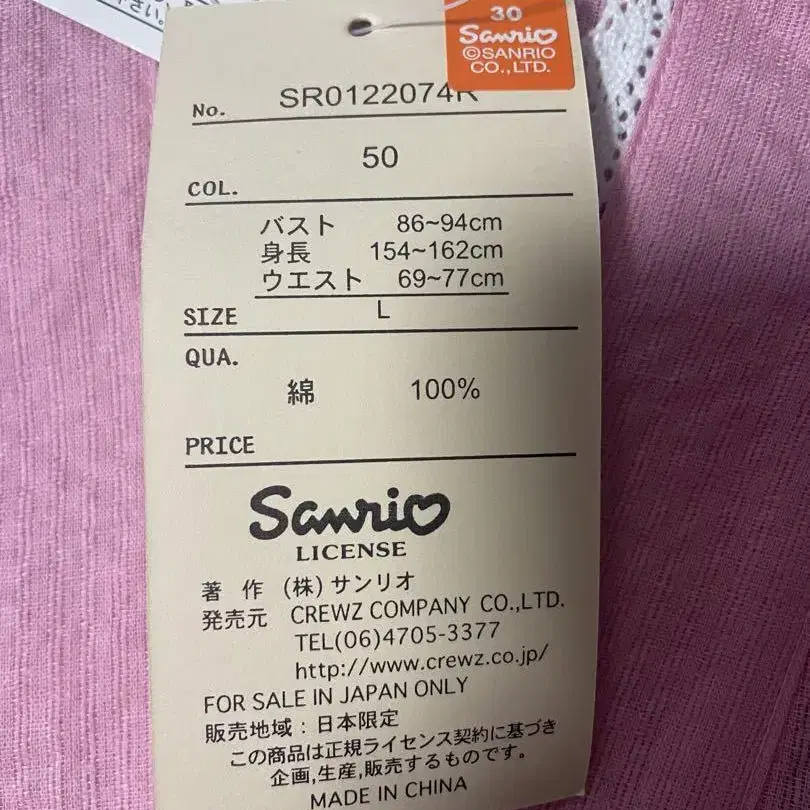 さい。
30
Sanrio
©SANRIO
CO.,LTD.
No. SR0122074R
COL. 50
バスト 86~94cm
身長 154~162cm
ウエスト 69~77cm
SIZE L
QUA.
綿 100%
PRICE
Sanrio
LICENSE
著 作 (株) サンリオ
発売元 CREWZ COMPANY CO.,LTD.
TEL(06)4705-3377
http://www.crewz.co.jp/
FOR SALE IN JAPAN ONLY
販売地域:日本限定
この商品は正規ライセンス契約に基づき
企画,生産,販売するものです。
MADE IN CHINA